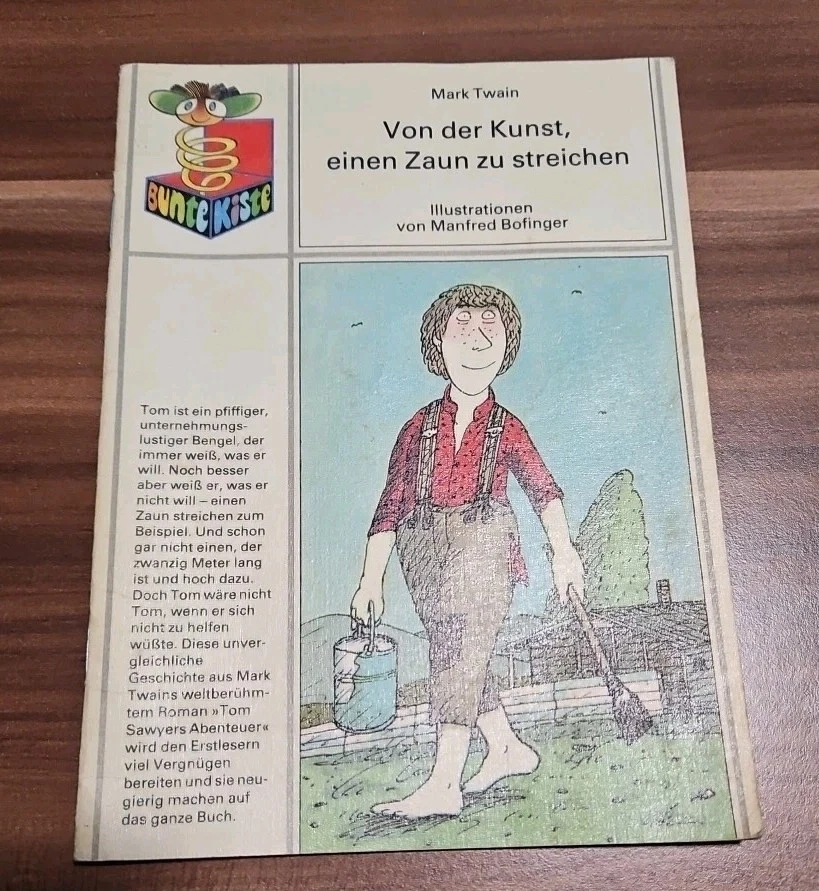 Bunte Kiste
Mark Twain
Von der Kunst,
einen Zaun zu streichen
Illustrationen
von Manfred Bofinger
Tom ist ein pfiffiger,
unternehmungs-
lustiger Bengel, der
immer weiß, was er
will. Noch besser
aber weiß er, was er
nicht will – einen
Zaun streichen zum
Beispiel. Und schon
gar nicht einen, der
zwanzig Meter lang
ist und hoch dazu.
Doch Tom wäre nicht
Tom, wenn er sich
nicht zu helfen
wüßte. Diese unver-
gleichliche
Geschichte aus Mark
Twains weltberühm-
tem Roman »Tom
Sawyers Abenteuer«
wird den Erstlesern
viel Vergnügen
bereiten und sie neu-
gierig machen auf
das ganze Buch.